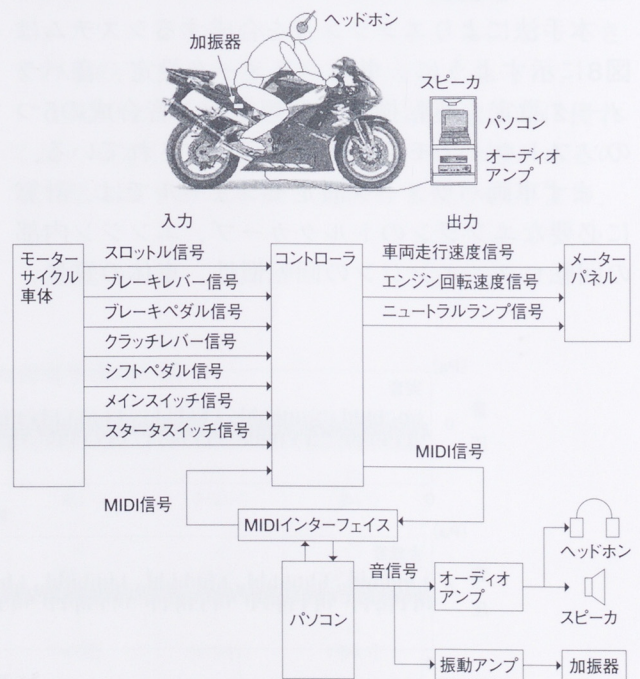 ヘッドホン
加振器
スピーカ
パソコン
オーディオ
アンプ
入力
出力
モーター
サイクル
車体
スロットル信号
ブレーキレバー信号
ブレーキペダル信号
クラッチレバー信号
シフトペダル信号
メインスイッチ信号
スタータスイッチ信号
コントローラ
車両走行速度信号
エンジン回転速度信号
ニュートラルランプ信号
メーター
パネル
MIDI信号
MIDI信号
MIDIインターフェイス
パソコン
音信号
オーディオ
アンプ
ヘッドホン
スピーカ
振動アンプ
加振器